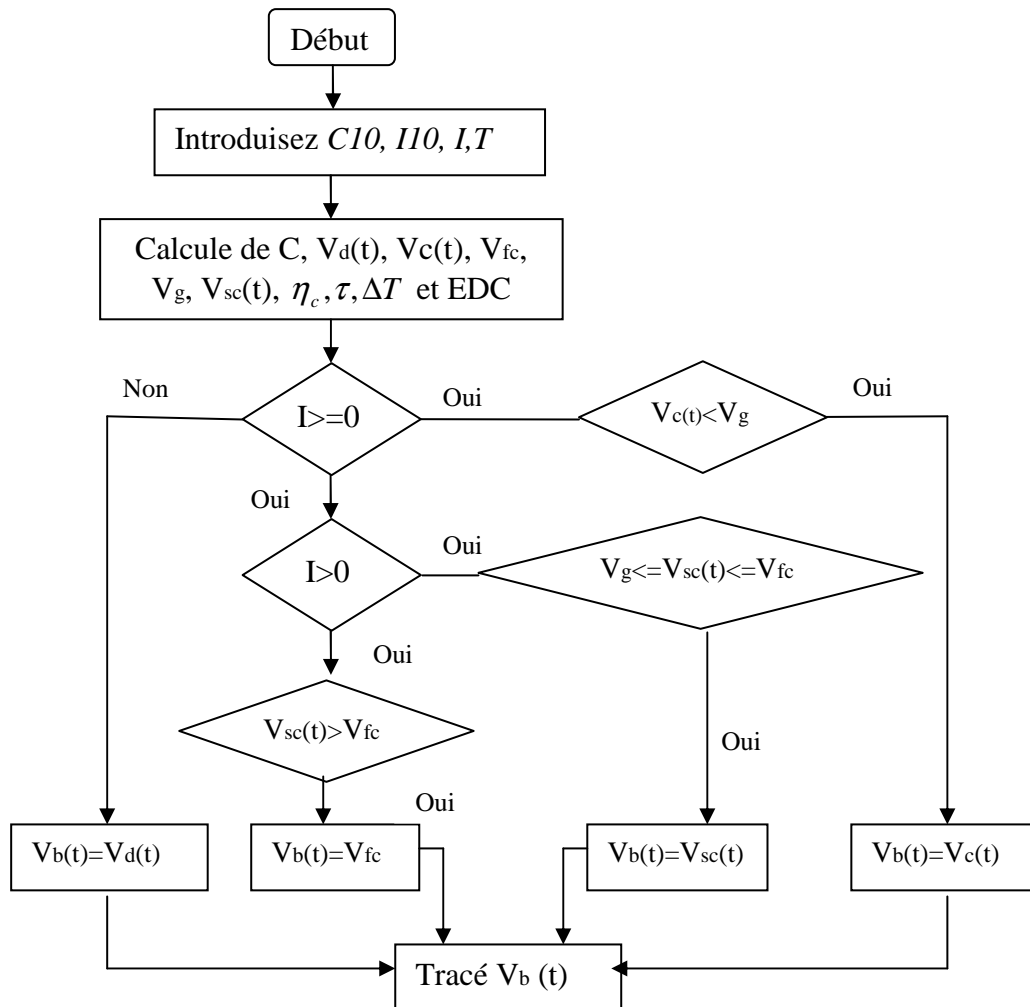 Début
Introduisez C10, I10, I,T
Calcule de C, Vd(t), Vc(t), Vfc,
Vg, Vsc(t), ηc, τ, ΔT et EDC
Non
I>=0
Oui
Vc(t)<Vg
Oui
Oui
I>0
Oui
Vg<=Vsc(t)<=Vfc
Oui
Vsc(t)>Vfc
Oui
Oui
Vb(t)=Vd(t)
Vb(t)=Vfc
Vb(t)=Vsc(t)
Vb(t)=Vc(t)
Tracé Vb (t)